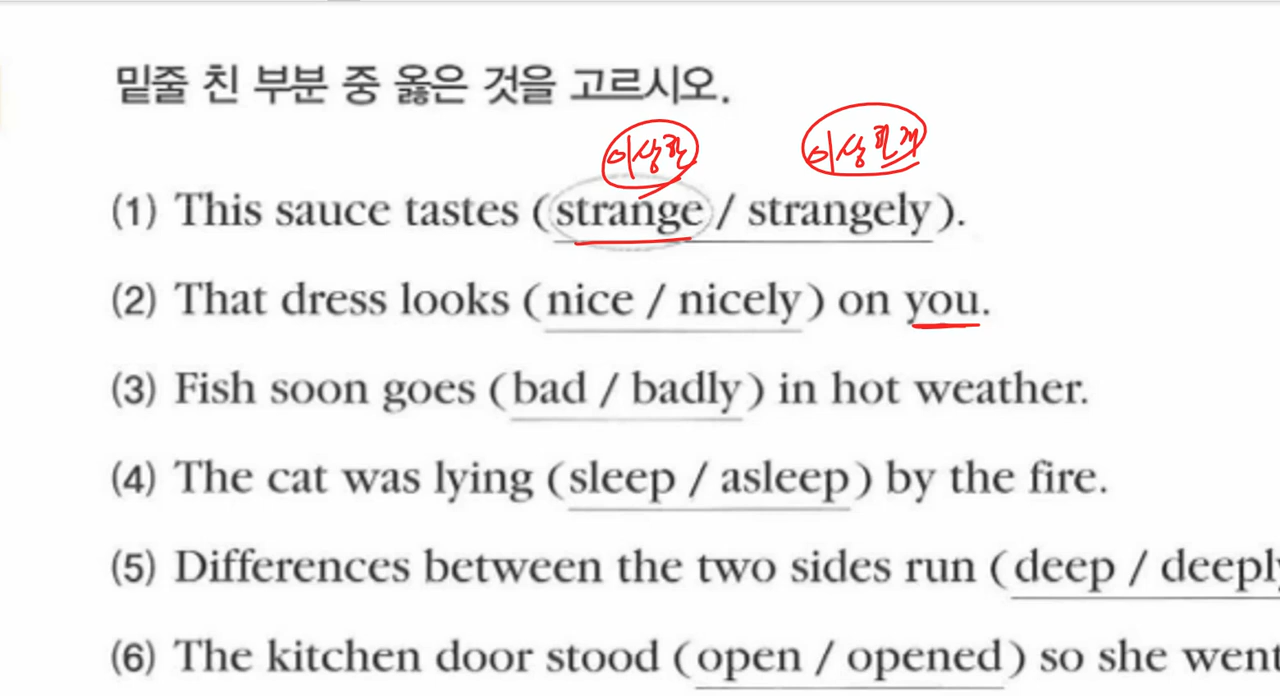 밑줄 친 부분 중 옳은 것을 고르시오.
이상한 이상하게
(1) This sauce tastes (strange / strangely).
(2) That dress looks (nice / nicely) on you.
(3) Fish soon goes (bad / badly) in hot weather.
(4) The cat was lying (sleep / asleep) by the fire.
(5) Differences between the two sides run (deep / deeply
(6) The kitchen door stood (open / opened) so she went